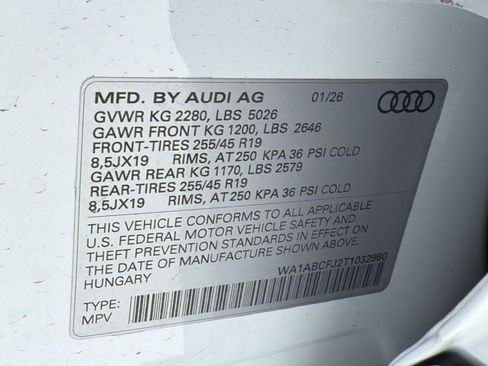 MFD. BY AUDI AG 01/26
GVWR KG 2280, LBS 5026
GAWR FRONT KG 1200, LBS 2646
FRONT-TIRES 255/45 R19
8,5JX19 RIMS, AT 250 KPA 36 PSI COLD
GAWR REAR KG 1170, LBS 2579
REAR-TIRES 255/45 R19
8,5JX19 RIMS, AT 250 KPA 36 PSI COLD
THIS VEHICLE CONFORMS TO ALL APPLICABLE
U.S. FEDERAL MOTOR VEHICLE SAFETY AND
THEFT PREVENTION STANDARDS IN EFFECT ON
THE DATE OF MANUFACTURE SHOWN ABOVE.
HUNGARY
WA1ABCFJ2T1032960
TYPE:
MPV